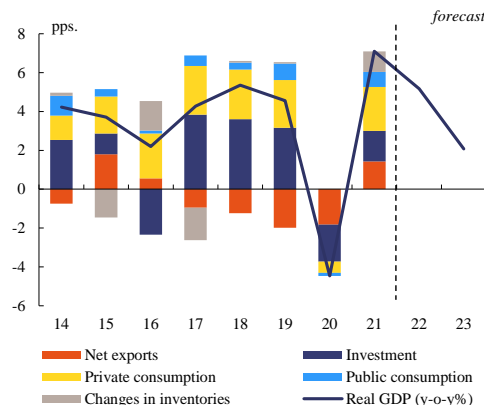 forecast
pps.
8
6
4
2
0
-2
-4
-6
14 15 16 17 18 19 20 21 22 23
Net exports Investment
Private consumption Public consumption
Changes in inventories Real GDP (y-o-y%)